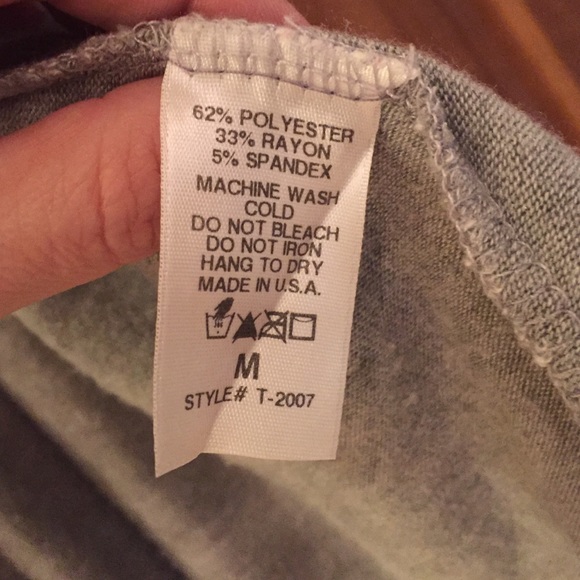 62% POLYESTER
33% RAYON
5% SPANDEX
MACHINE WASH
COLD
DO NOT BLEACH
DO NOT IRON
HANG TO DRY
MADE IN U.S.A.
M
STYLE# T-2007